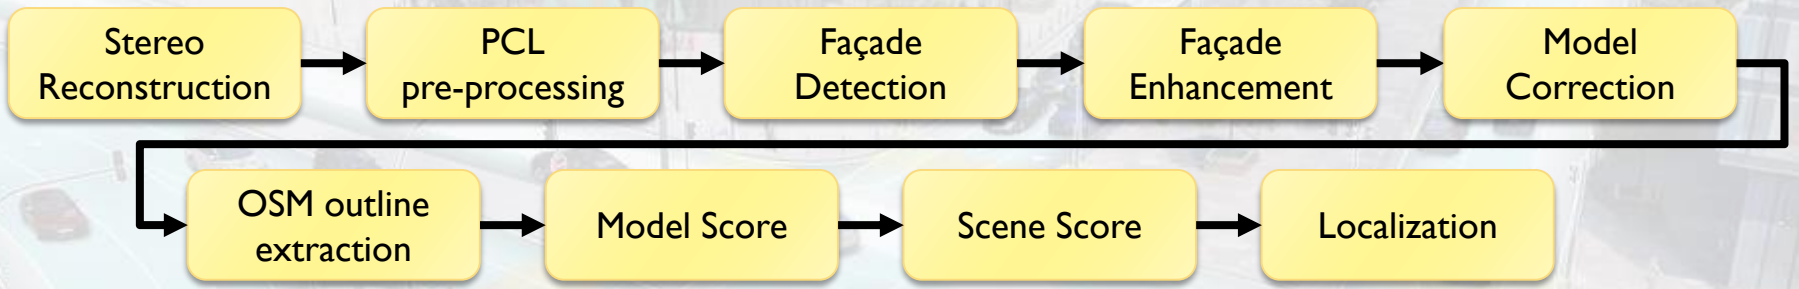 Stereo
Reconstruction
PCL
pre-processing
Façade
Detection
Façade
Enhancement
Model
Correction
OSM outline
extraction
Model Score
Scene Score
Localization